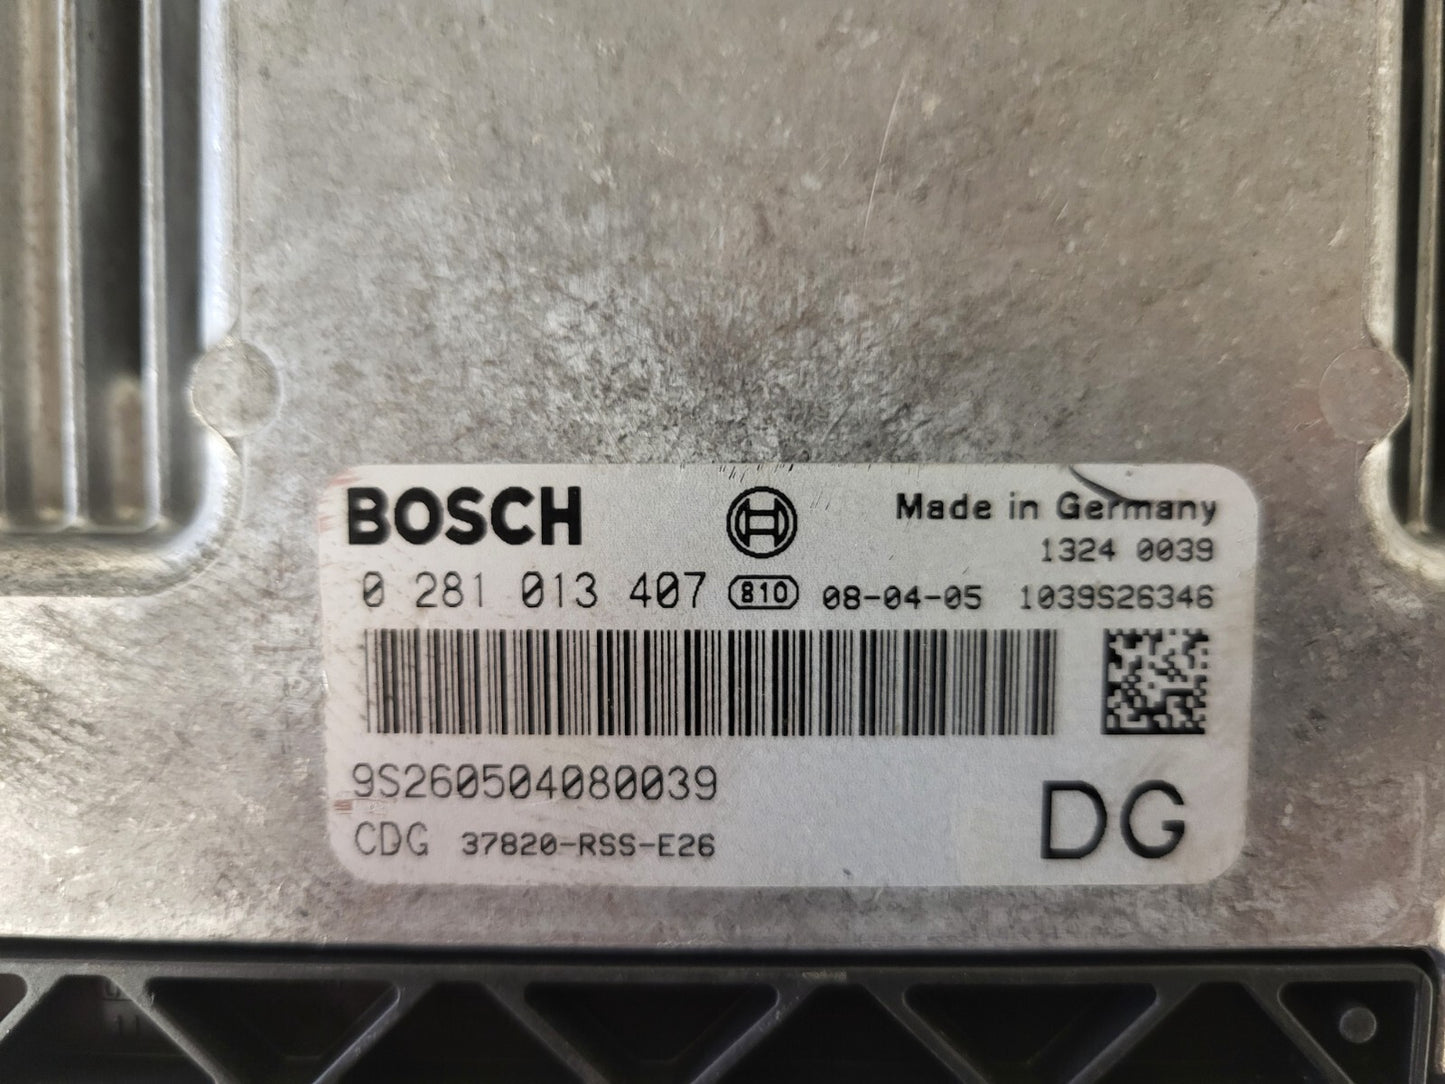 BOSCH
Made in Germany
1324 0039
0 281 013 407 810 08-04-05 1039S26346
9S260504080039
CDG 37820-RSS-E26
DG